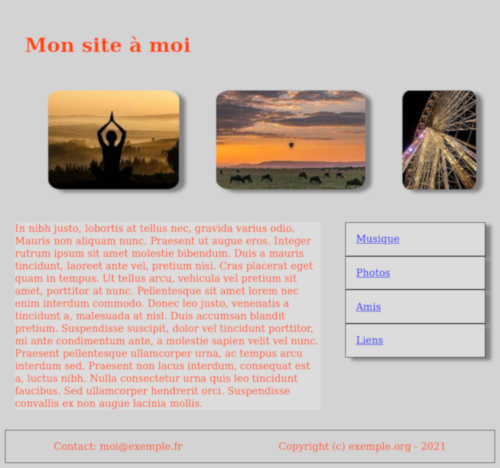 Mon site à moi
In nibh justo, lobortis at tellus nec, gravida varius odio.
Mauris non aliquam nunc. Praesent ut augue eros. Integer
rutrum ipsum sit amet molestie bibendum. Duis a mauris
tincidunt, laoreet ante vel, pretium nisi. Cras placerat eget
quam in tempus. Ut tellus arcu, vehicula vel pretium sit
amet, porttitor at nunc. Pellentesque sit amet lorem nec
enim interdum commodo. Donec leo justo, venenatis a
tincidunt a, malesuada at nisl. Duis accumsan blandit
pretium. Suspendisse suscipit, dolor vel tincidunt porttitor,
mi ante condimentum ante, a molestie sapien velit vel nunc.
Praesent pellentesque ullamcorper urna, ac tempus arcu
interdum sed. Praesent non lacus interdum, consequat est
a, luctus nibh. Nulla consectetur urna quis leo tincidunt
faucibus. Sed ullamcorper hendrerit orci. Suspendisse
convallis ex non augue lacinia mollis.
Musique
Photos
Amis
Liens
Contact: moi@exemple.fr
Copyright (c) exemple.org - 2021